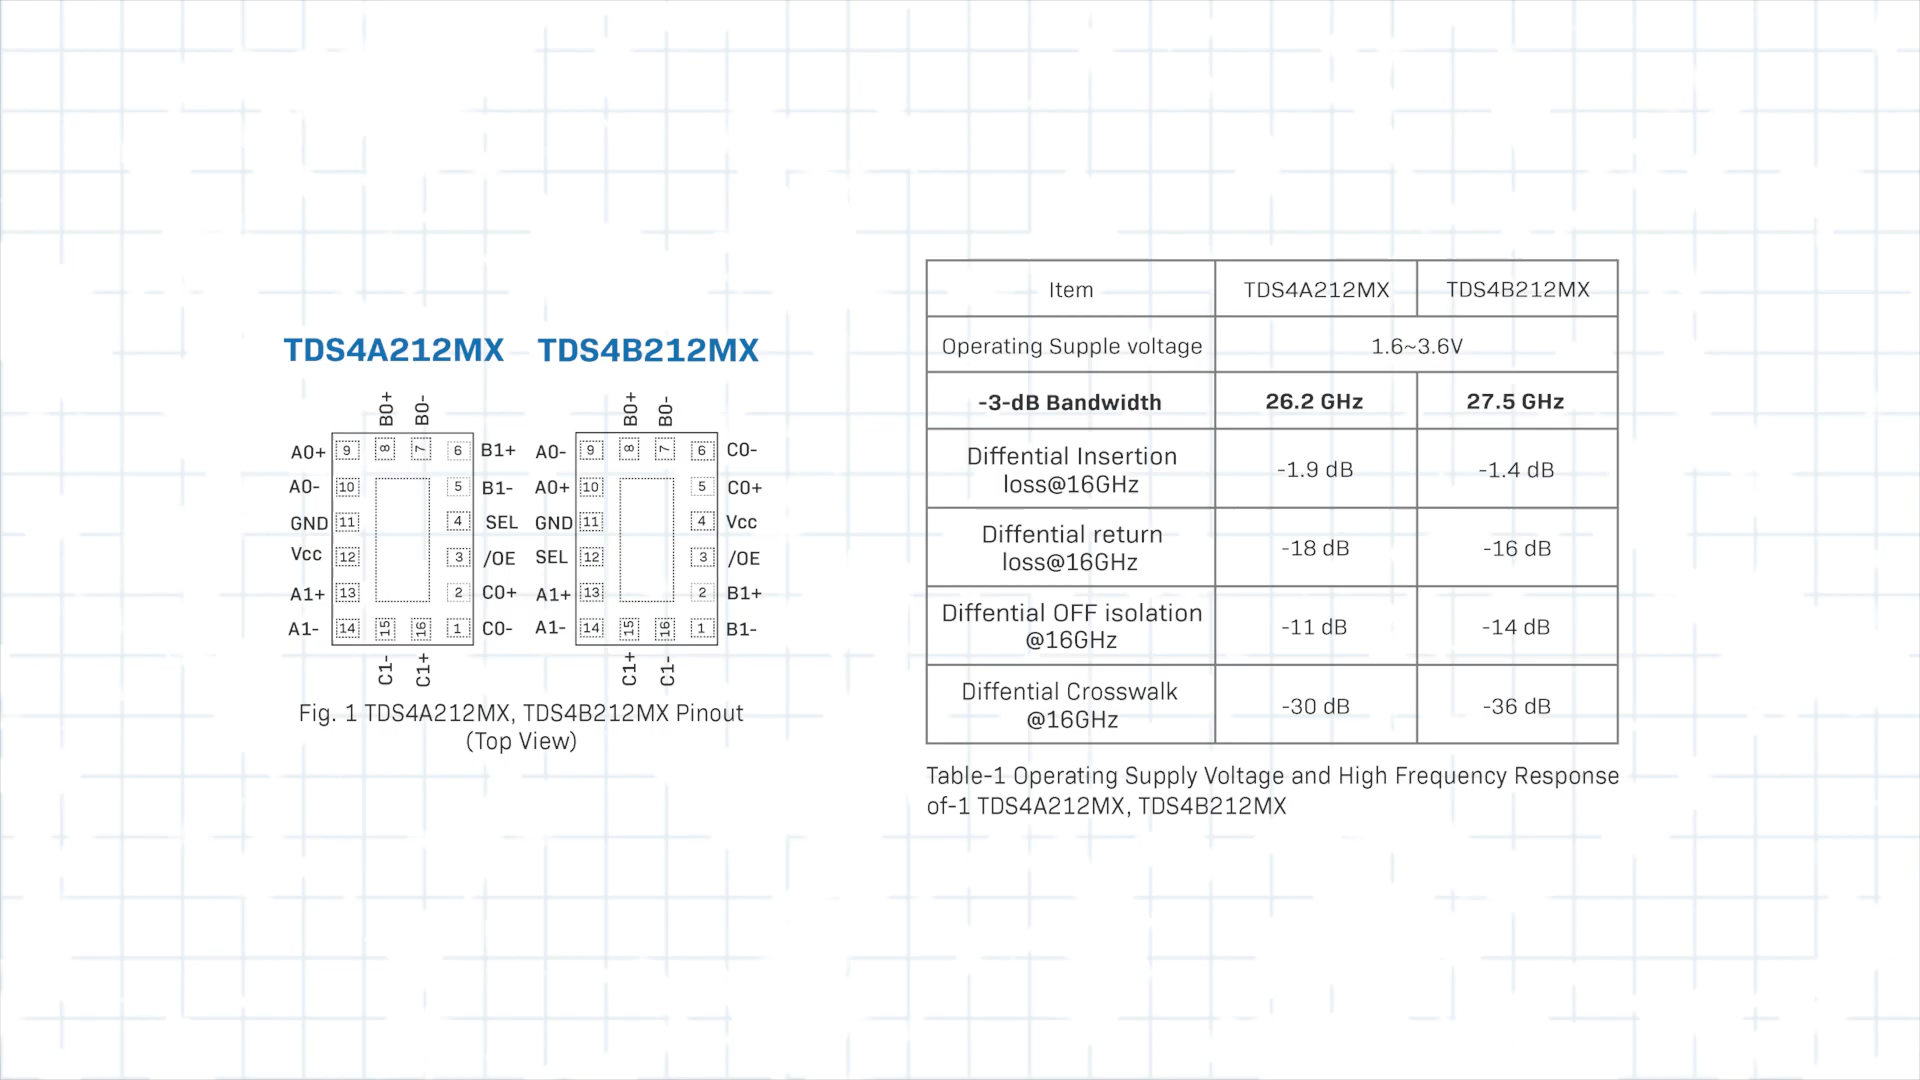 TDS4A212MX TDS4B212MX
B0+ B0- B0+ B0-
A0+ 9 8 7 6 B1+ A0- 9 8 7 6 C0-
A0- 10 5 B1- A0+ 10 5 C0+
GND 11 4 SEL GND 11 4 Vcc
Vcc 12 3 /OE SEL 12 3 /OE
A1+ 13 2 C0+ A1+ 13 2 B1+
A1- 14 15 16 1 C0- A1- 14 15 16 1 B1-
C1- C1+ C1+ C1-
Fig. 1 TDS4A212MX, TDS4B212MX Pinout
(Top View)
Item TDS4A212MX TDS4B212MX
Operating Supple voltage 1.6~3.6V
-3-dB Bandwidth 26.2 GHz 27.5 GHz
Diffential Insertion
loss@16GHz -1.9 dB -1.4 dB
Diffential return
loss@16GHz -18 dB -16 dB
Diffential OFF isolation
@16GHz -11 dB -14 dB
Diffential Crosswalk
@16GHz -30 dB -36 dB
Table-1 Operating Supply Voltage and High Frequency Response
of-1 TDS4A212MX, TDS4B212MX